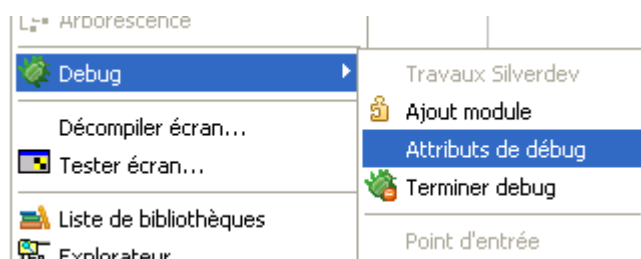 Arborescence
Debug
Décompiler écran...
Tester écran...
Liste de bibliothèques
Explorateur
Travaux Silverdev
Ajout module
Attributs de débug
Terminer debug
Point d'entrée